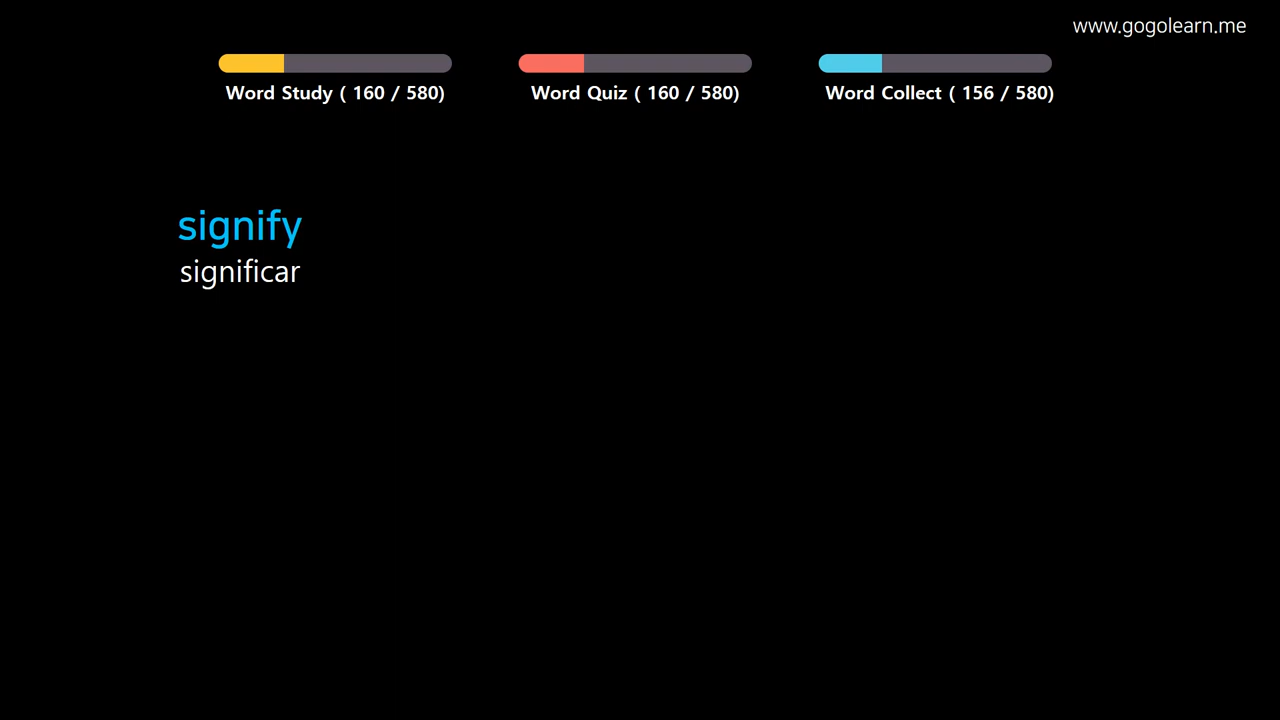 www.gogolearn.me
Word Study ( 160 / 580)
Word Quiz ( 160 / 580)
Word Collect ( 156 / 580)
signify
significar